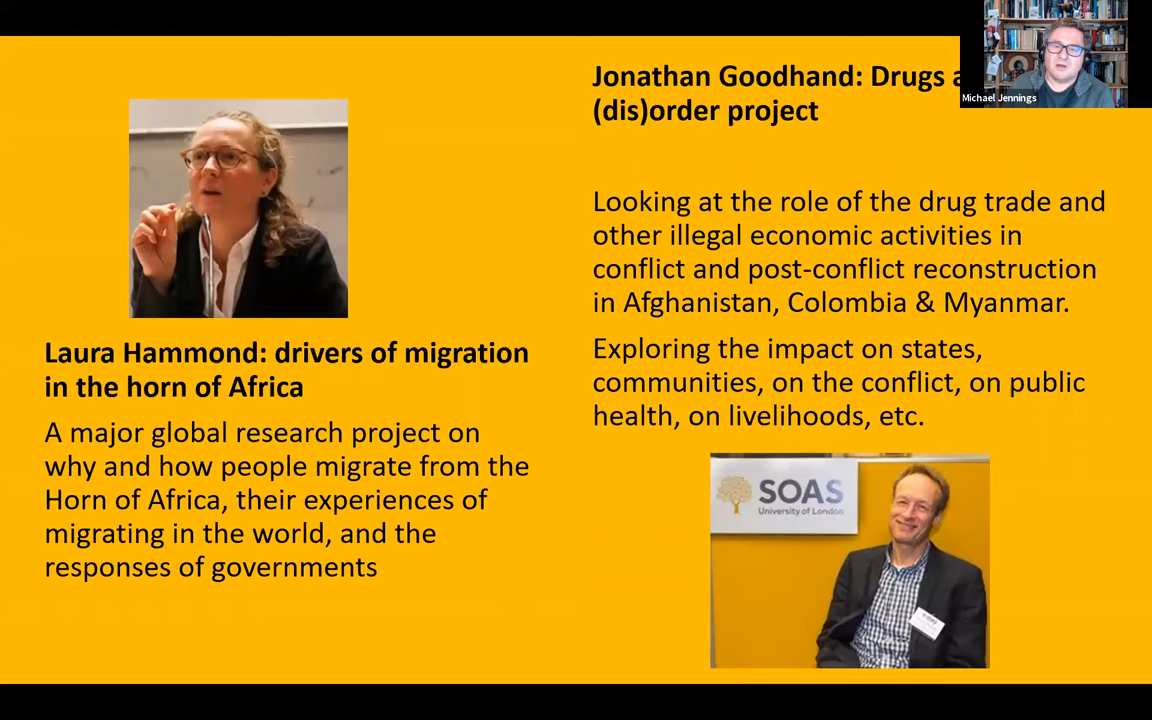 Laura Hammond: drivers of migration
in the horn of Africa
A major global research project on
why and how people migrate from the
Horn of Africa, their experiences of
migrating in the world, and the
responses of governments
Jonathan Goodhand: Drugs
(dis)order project
Looking at the role of the drug trade and
other illegal economic activities in
conflict and post-conflict reconstruction
in Afghanistan, Colombia & Myanmar.
Exploring the impact on states,
communities, on the conflict, on public
health, on livelihoods, etc.
SOAS
University of London
Michael Jennings